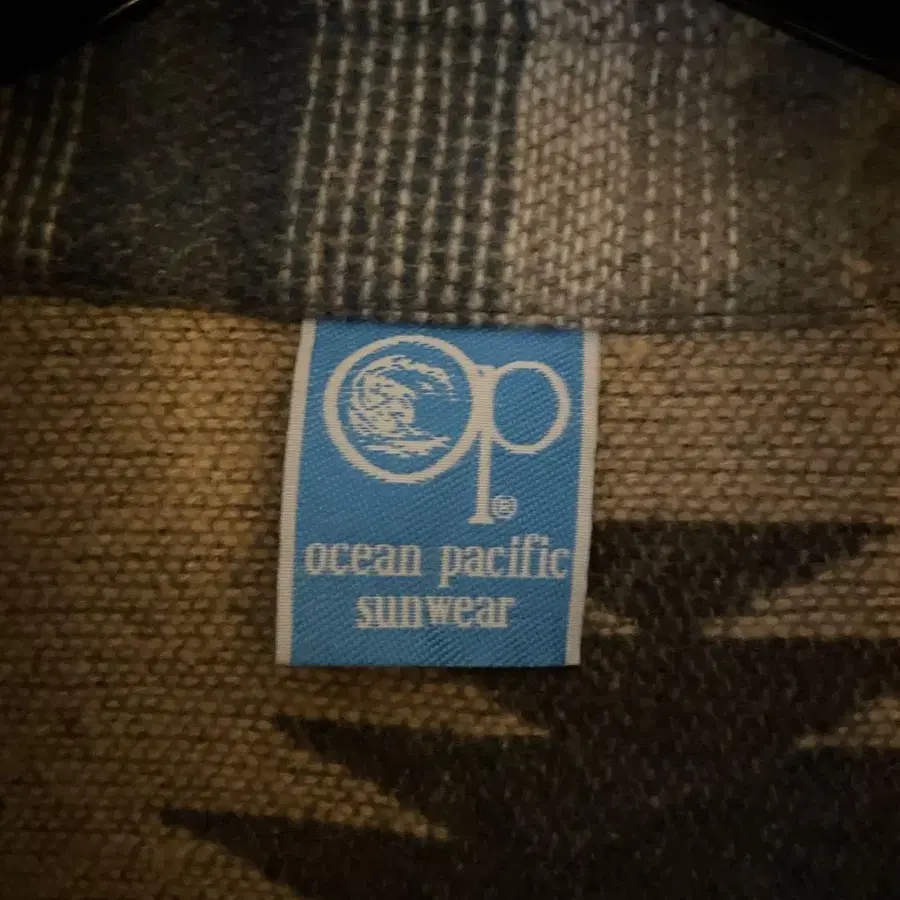 Op®
ocean pacific
sunwear